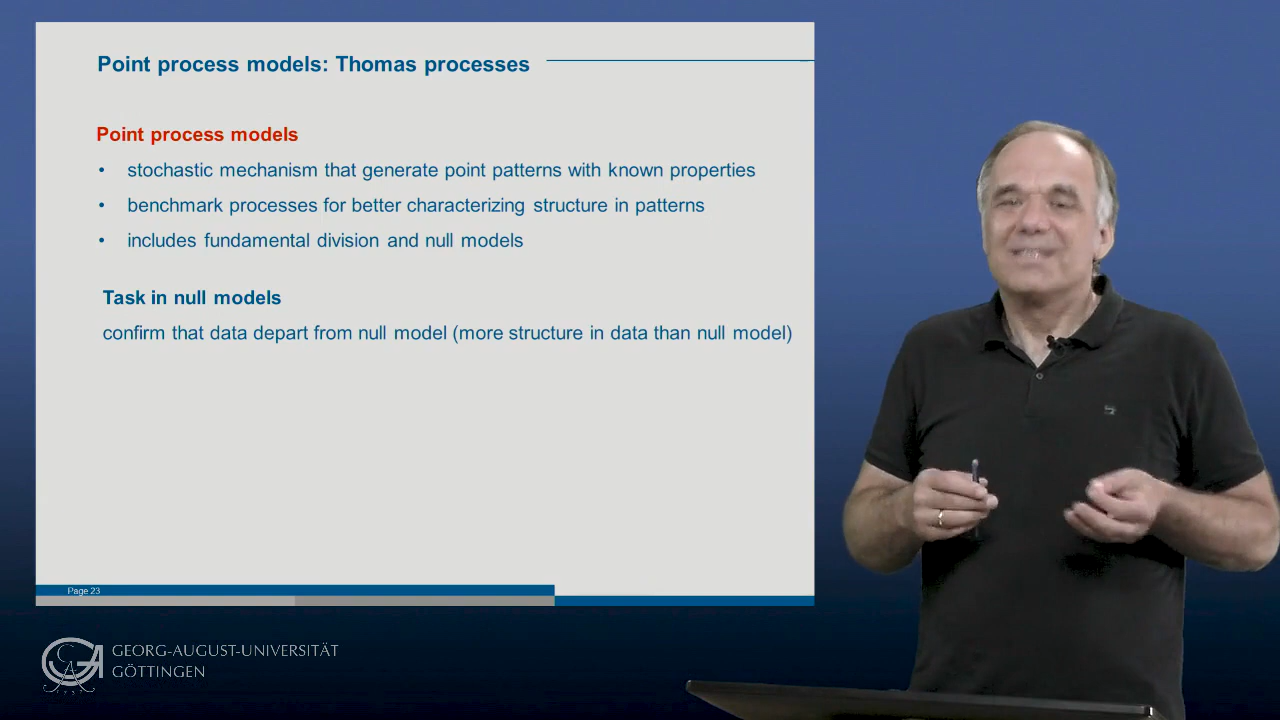 Point process models: Thomas processes
Point process models
• stochastic mechanism that generate point patterns with known properties
• benchmark processes for better characterizing structure in patterns
• includes fundamental division and null models
Task in null models
confirm that data depart from null model (more structure in data than null model)
Page 23
GEORG-AUGUST-UNIVERSITÄT
GÖTTINGEN